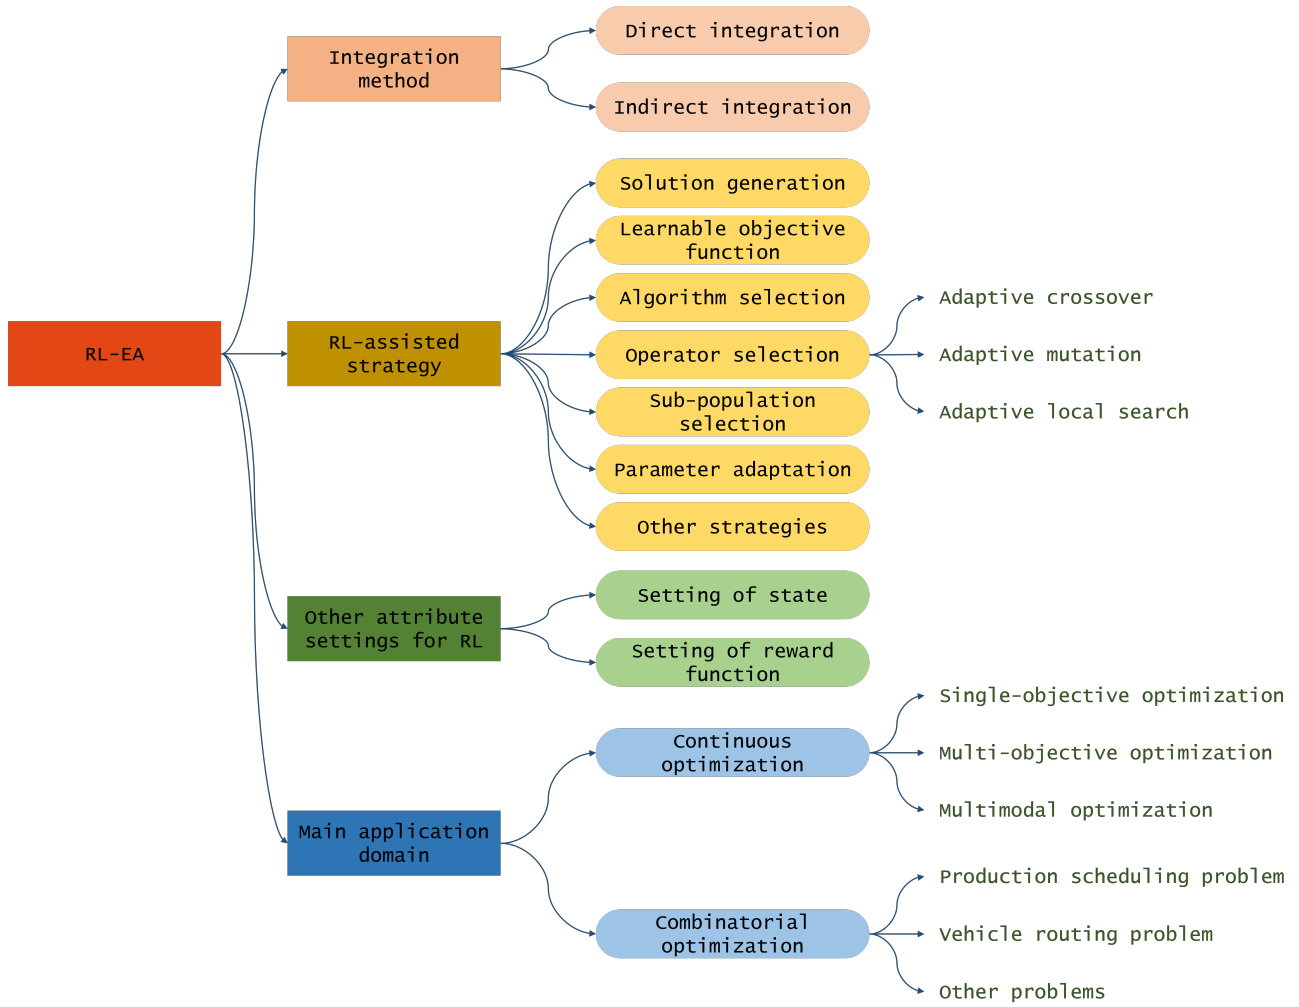 RL-EA
Integration
method
Direct integration
Indirect integration
RL-assisted
strategy
Solution generation
Learnable objective
function
Algorithm selection
Operator selection
Adaptive crossover
Adaptive mutation
Adaptive local search
Sub-population
selection
Parameter adaptation
Other strategies
Other attribute
settings for RL
Setting of state
Setting of reward
function
Main application
domain
Continuous
optimization
Single-objective optimization
Multi-objective optimization
Multimodal optimization
Combinatorial
optimization
Production scheduling problem
Vehicle routing problem
Other problems